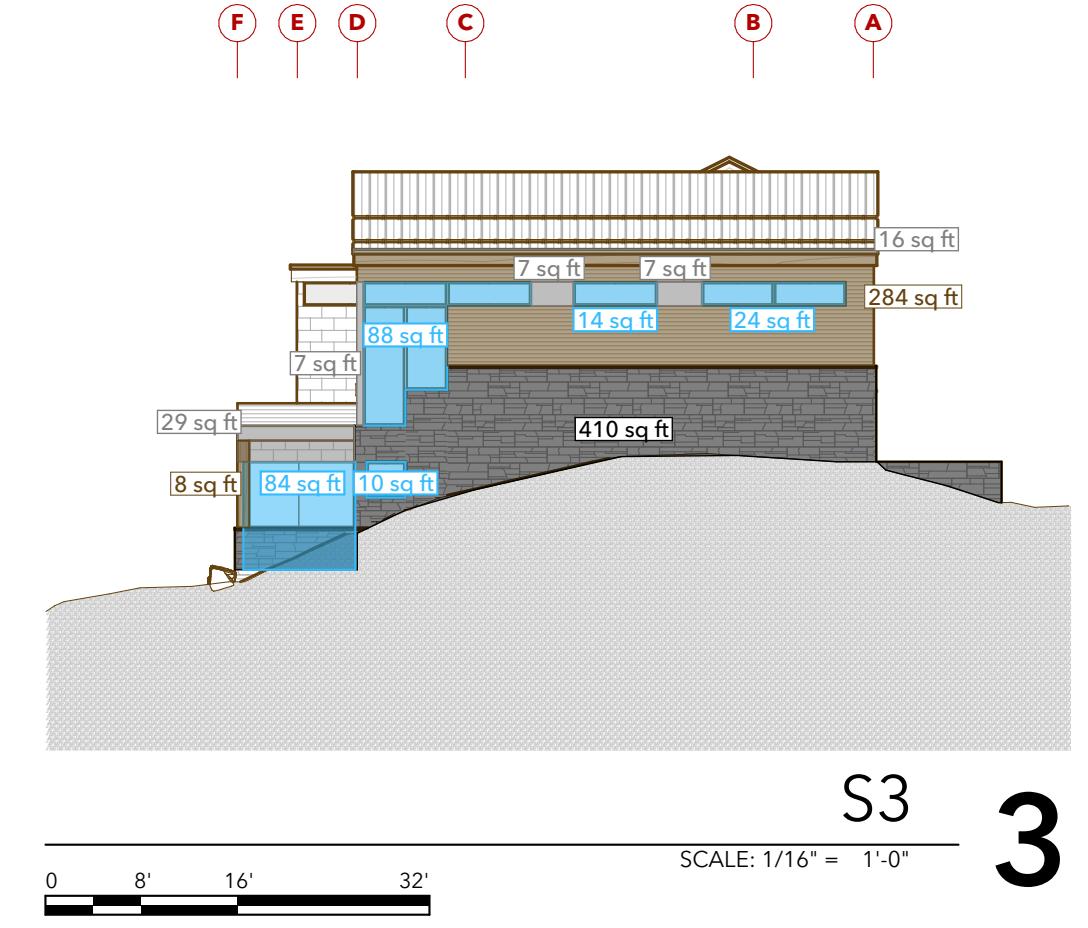 F E D C B A
16 sq ft
7 sq ft 7 sq ft
284 sq ft
14 sq ft 24 sq ft
88 sq ft
7 sq ft
29 sq ft
410 sq ft
8 sq ft 84 sq ft 10 sq ft
S3
3
SCALE: 1/16" = 1'-0"
0 8' 16' 32'